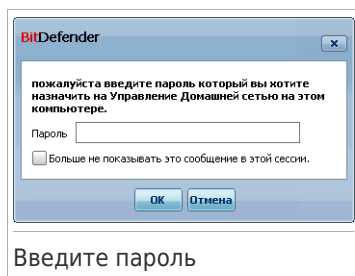 BitDefender
пожалуйста введите пароль который вы хотите
назначить на Управление Домашней сетью на этом
компьютере.
Пароль
Больше не показывать это сообщение в этой сессии.
OK Отмена
Введите пароль